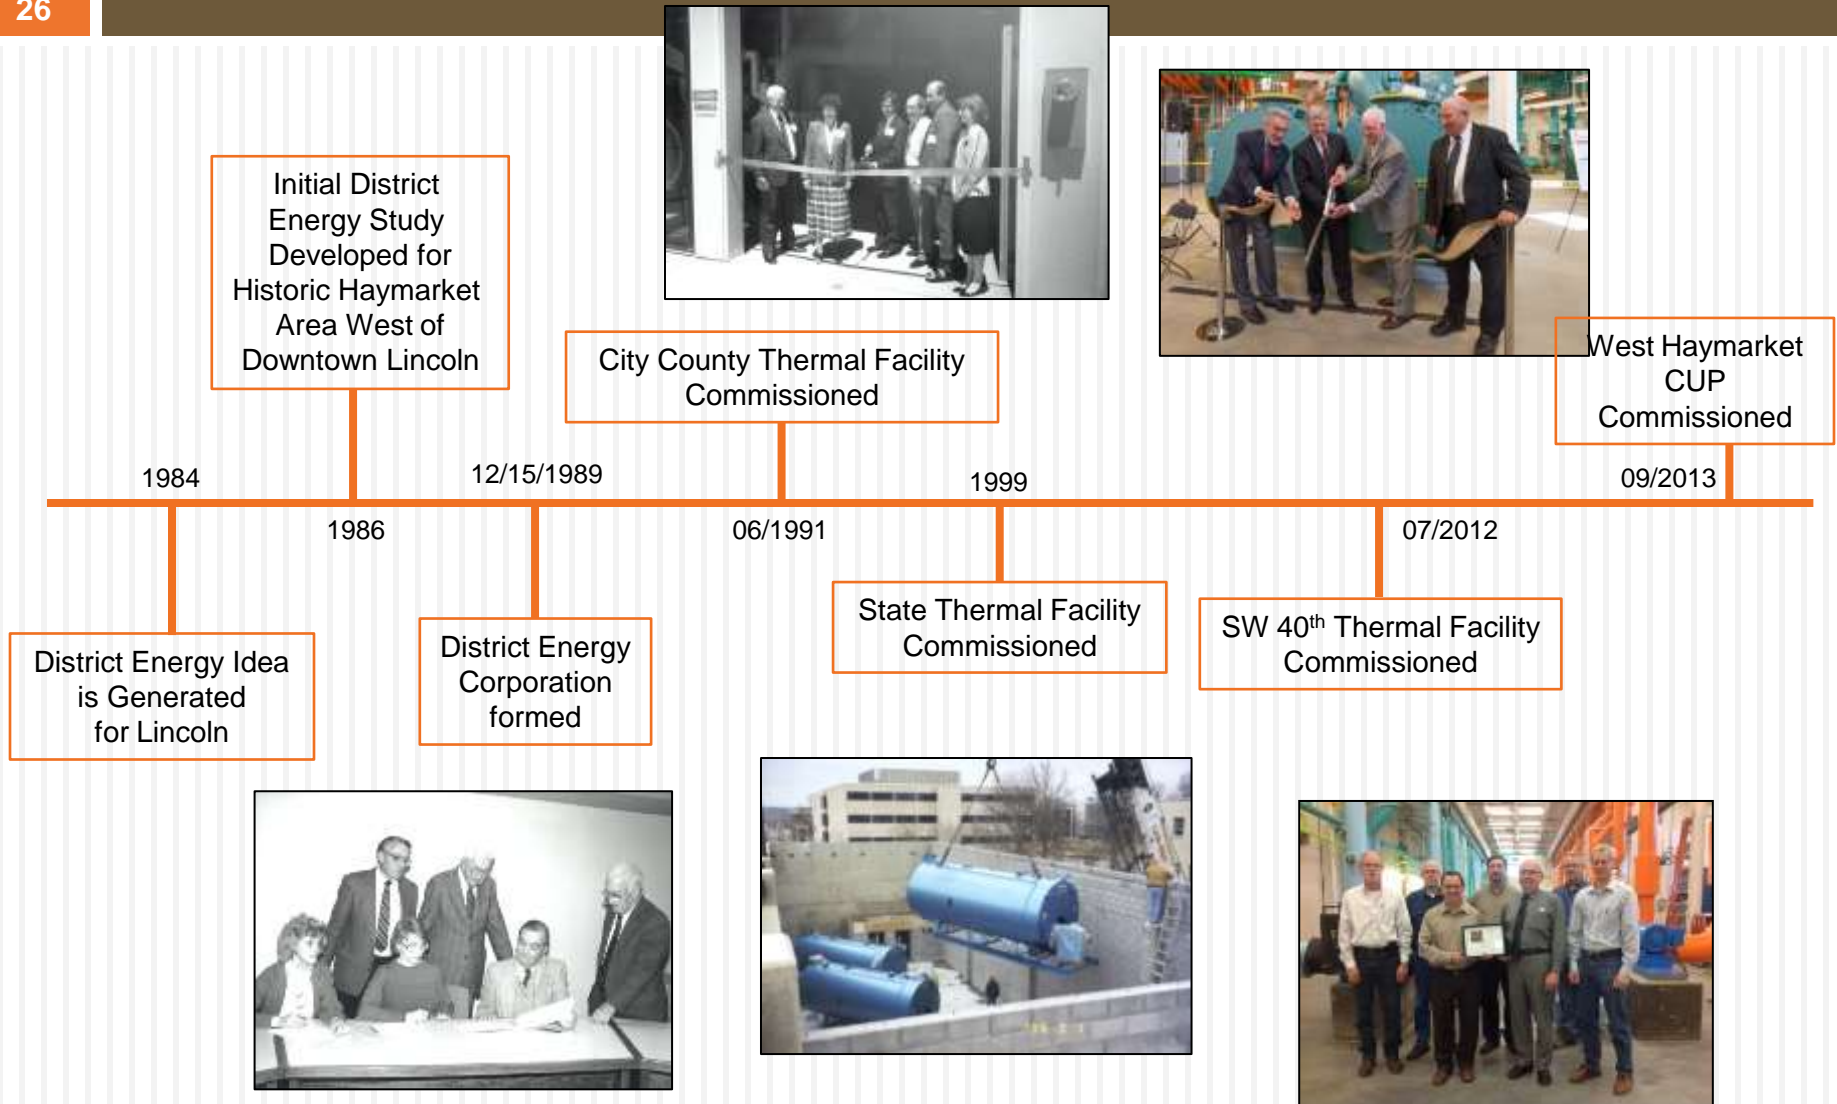 26
Initial District
Energy Study
Developed for
Historic Haymarket
Area West of
Downtown Lincoln
City County Thermal Facility
Commissioned
West Haymarket
CUP
Commissioned
1984
12/15/1989
1999
09/2013
1986
06/1991
07/2012
District Energy Idea
is Generated
for Lincoln
District Energy
Corporation
formed
State Thermal Facility
Commissioned
SW 40th Thermal Facility
Commissioned